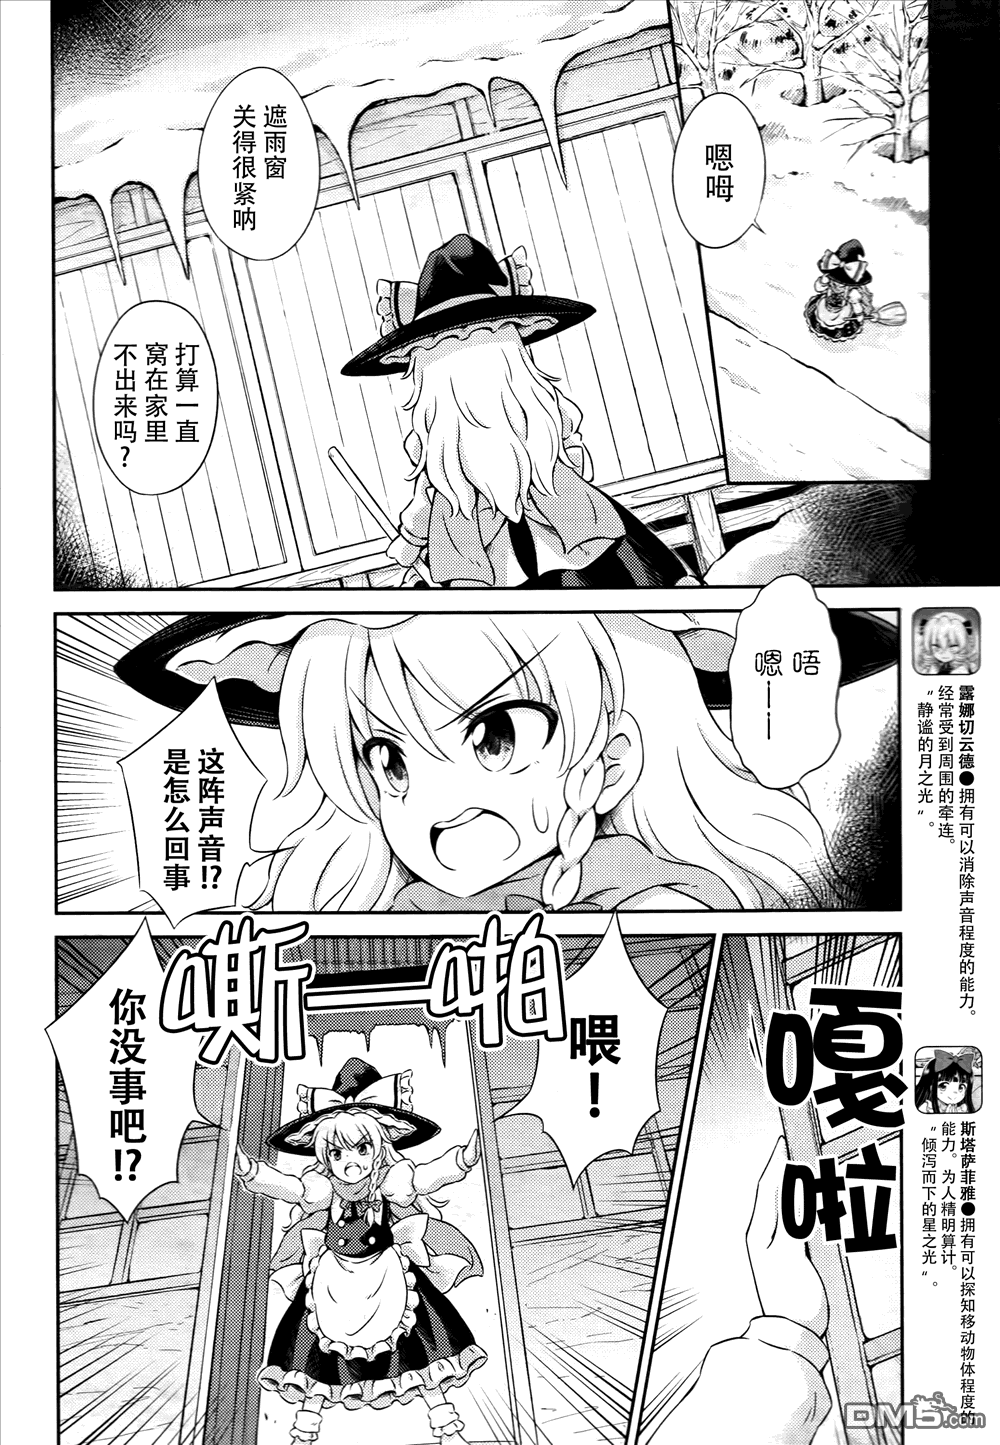 嗯呣
遮雨窗
关得很紧呐
打算一直
窝在家里
不出来吗?
唔
嗯……
这阵声音
是怎么回事!?
嘎
啦
嘶——啪
喂!
你没事吧!?
露娜切云德●拥有可以消除声音程度的能力。
经常受到周围的牵连。
“静谧的月之光”。
斯塔萨菲雅●拥有可以探知移动物体程度的
能力。为人精明算计。
“倾泻而下的星之光”。
DM5.com